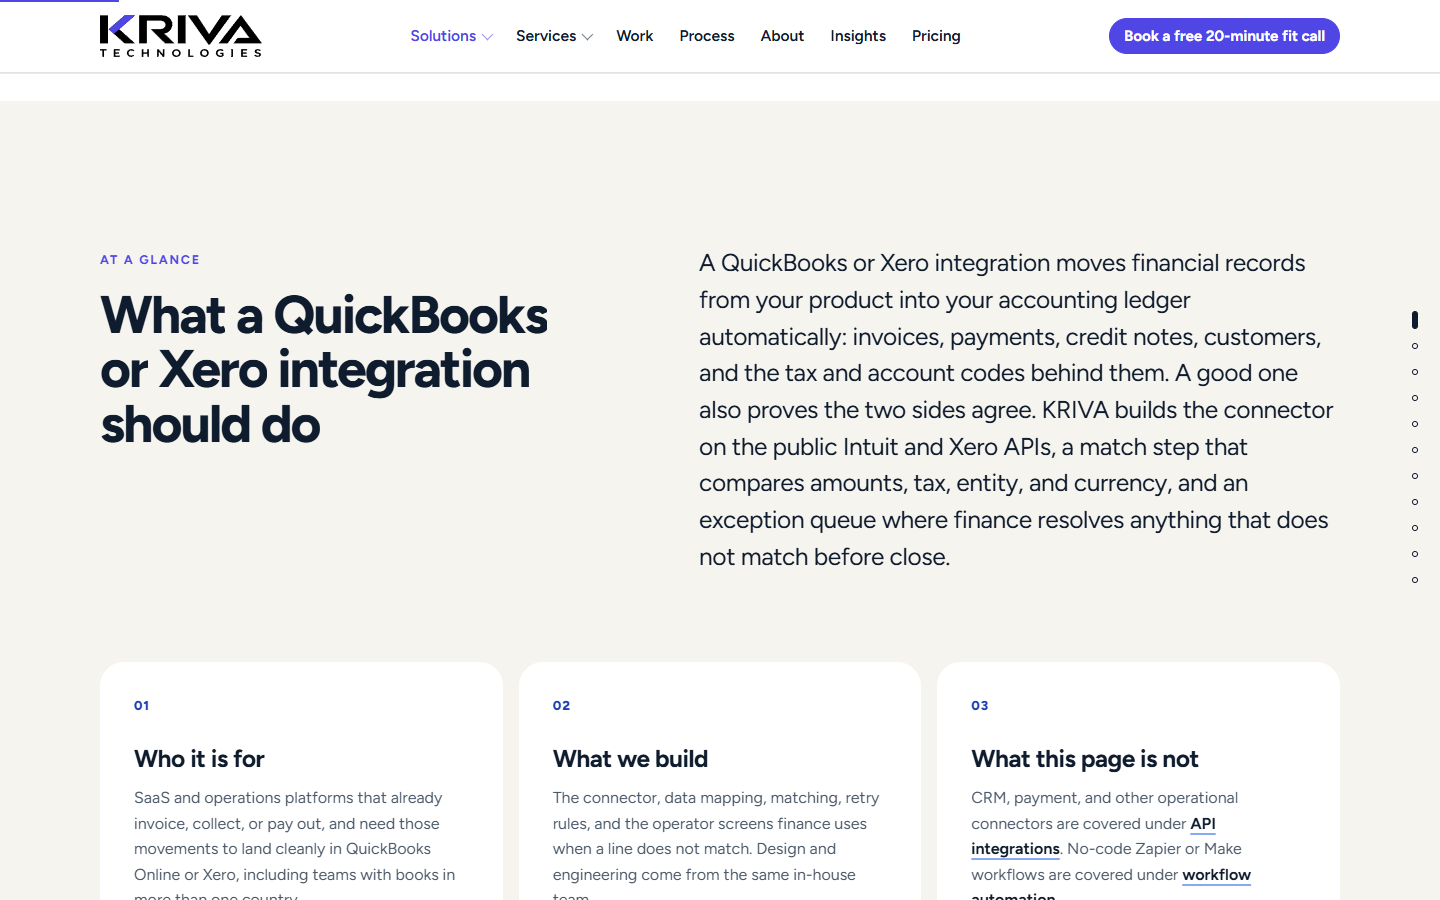 KRIVA
TECHNOLOGIES
Solutions
Services
Work
Process
About
Insights
Pricing
Book a free 20-minute fit call
AT A GLANCE
What a QuickBooks
or Xero integration
should do
A QuickBooks or Xero integration moves financial records
from your product into your accounting ledger
automatically: invoices, payments, credit notes, customers,
and the tax and account codes behind them. A good one
also proves the two sides agree. KRIVA builds the connector
on the public Intuit and Xero APIs, a match step that
compares amounts, tax, entity, and currency, and an
exception queue where finance resolves anything that does
not match before close.
01
Who it is for
SaaS and operations platforms that already
invoice, collect, or pay out, and need those
movements to land cleanly in QuickBooks
Online or Xero, including teams with books in
more than one country.
02
What we build
The connector, data mapping, matching, retry
rules, and the operator screens finance uses
when a line does not match. Design and
engineering come from the same in-house
team.
03
What this page is not
CRM, payment, and other operational
connectors are covered under API
integrations. No-code Zapier or Make
workflows are covered under workflow
automation.